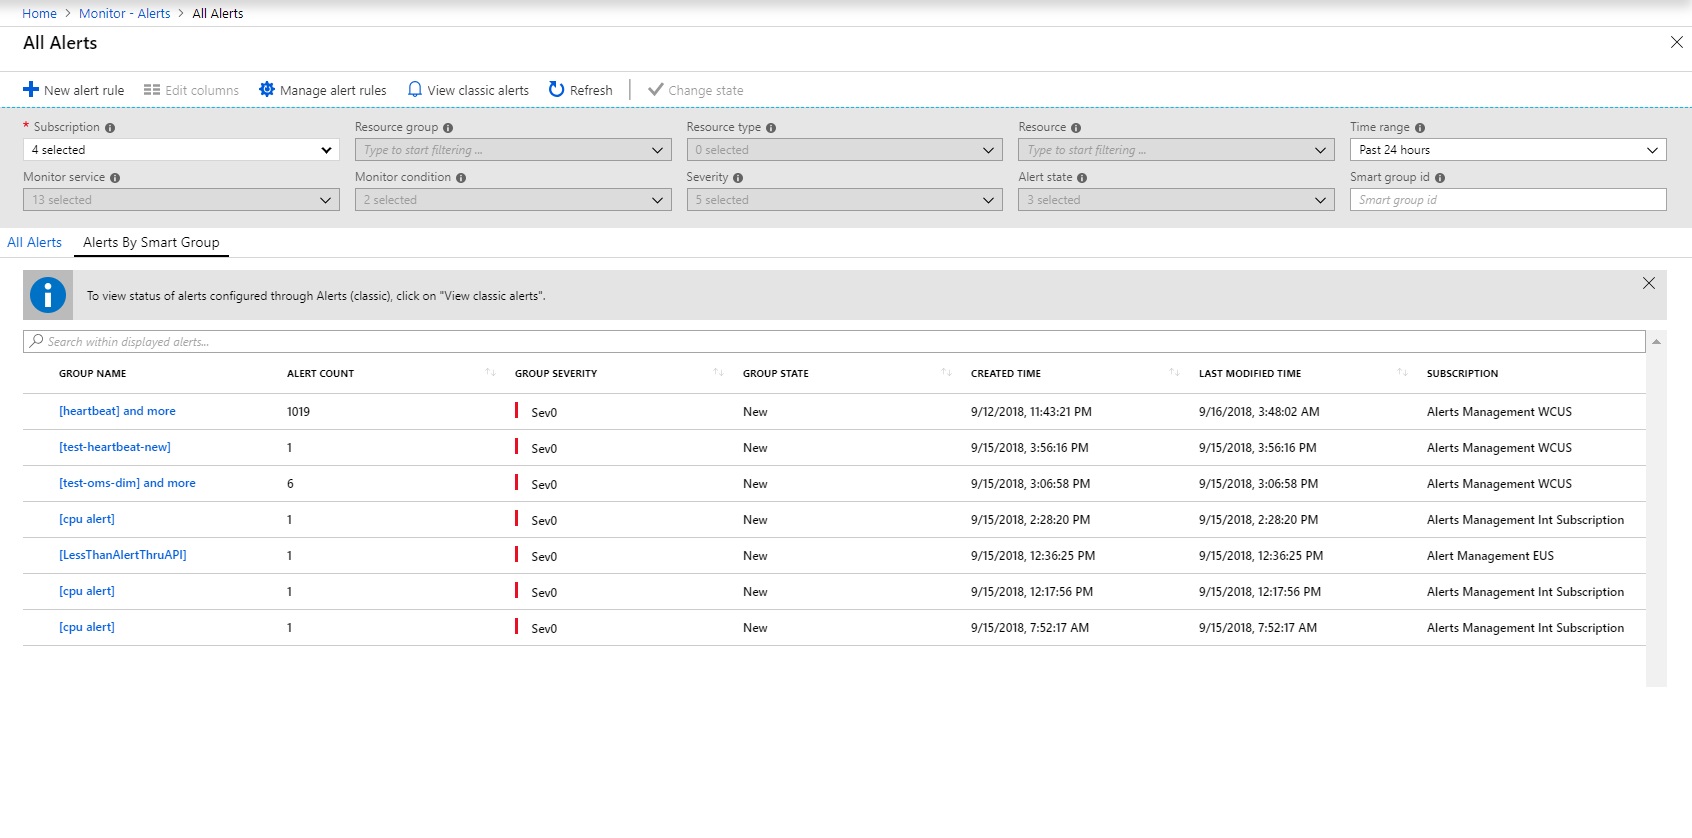 Home > Monitor - Alerts > All Alerts
All Alerts
New alert rule Edit columns Manage alert rules View classic alerts Refresh Change state
* Subscription Resource group Resource type Resource Time range
4 selected Type to start filtering ... 0 selected Type to start filtering ... Past 24 hours
Monitor service Monitor condition Severity Alert state Smart group id
13 selected 2 selected 5 selected 3 selected Smart group id
All Alerts Alerts By Smart Group
To view status of alerts configured through Alerts (classic), click on "View classic alerts".
Search within displayed alerts...
GROUP NAME ALERT COUNT GROUP SEVERITY GROUP STATE CREATED TIME LAST MODIFIED TIME SUBSCRIPTION
[heartbeat] and more 1019 Sev0 New 9/12/2018, 11:43:21 PM 9/16/2018, 3:48:02 AM Alerts Management WCUS
[test-heartbeat-new] 1 Sev0 New 9/15/2018, 3:56:16 PM 9/15/2018, 3:56:16 PM Alerts Management WCUS
[test-oms-dim] and more 6 Sev0 New 9/15/2018, 3:06:58 PM 9/15/2018, 3:06:58 PM Alerts Management WCUS
[cpu alert] 1 Sev0 New 9/15/2018, 2:28:20 PM 9/15/2018, 2:28:20 PM Alerts Management Int Subscription
[LessThanAlertThruAPI] 1 Sev0 New 9/15/2018, 12:36:25 PM 9/15/2018, 12:36:25 PM Alert Management EUS
[cpu alert] 1 Sev0 New 9/15/2018, 12:17:56 PM 9/15/2018, 12:17:56 PM Alerts Management Int Subscription
[cpu alert] 1 Sev0 New 9/15/2018, 7:52:17 AM 9/15/2018, 7:52:17 AM Alerts Management Int Subscription